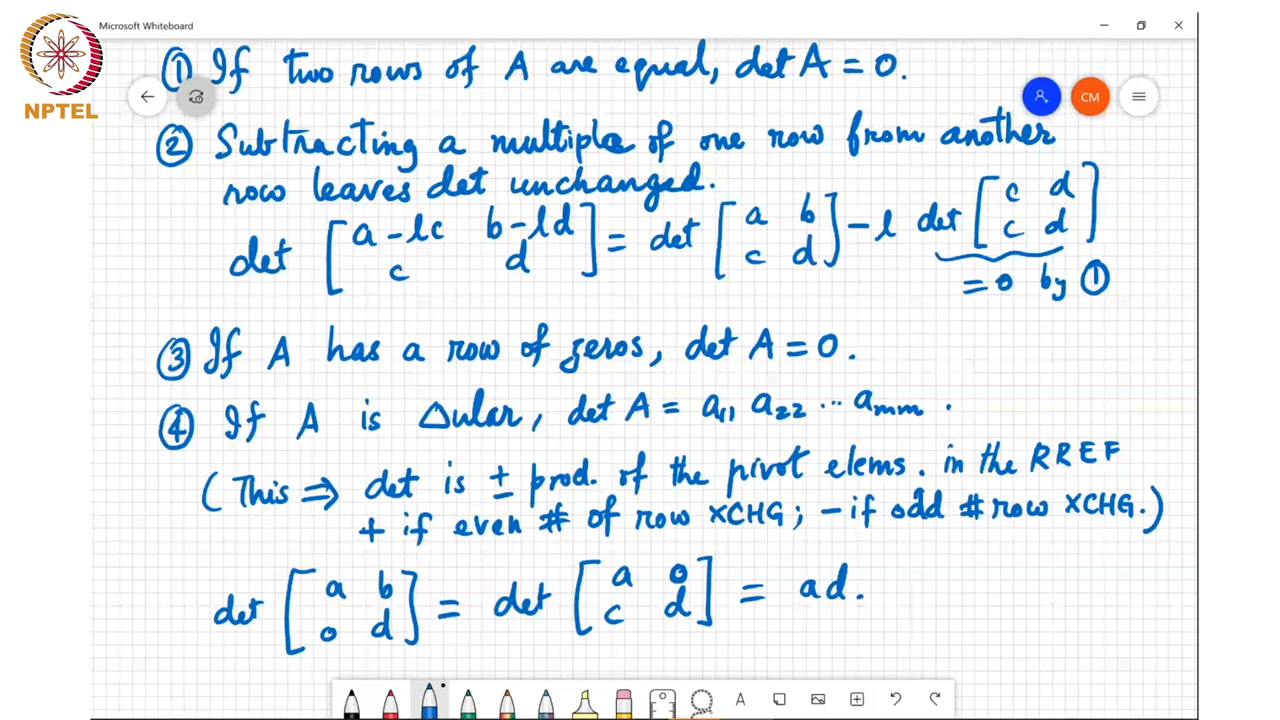 Microsoft Whiteboard
① If two rows of A are equal, det A = 0.
NPTEL
CM
② Subtracting a multiple of one row from another
row leaves det unchanged.
det [a-lc b-ld; c d] = det [a b; c d] - l det [c d; c d]
= 0 by ①
③ If A has a row of zeros, det A = 0.
④ If A is Δular, det A = a₁₁ a₂₂ ... aₘₘ.
(This ⇒ det is ± prod. of the pivot elems. in the RREF
+ if even # of row XCHG; - if odd # row XCHG.)
det [a b; 0 d] = det [a 0; c d] = ad.
A